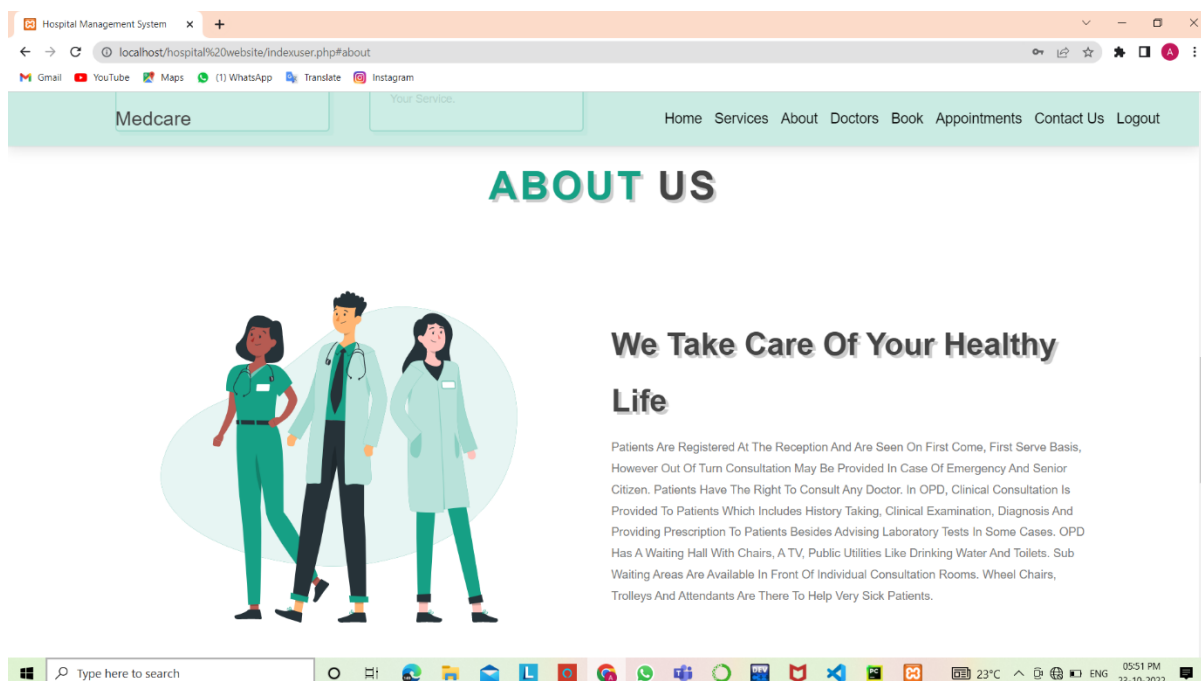 Hospital Management System
localhost/hospital%20website/indexuser.php#about
A
Gmail YouTube Maps (1) WhatsApp Translate Instagram
Your Service.
Medcare
Home Services About Doctors Book Appointments Contact Us Logout
ABOUT US
We Take Care Of Your Healthy
Life
Patients Are Registered At The Reception And Are Seen On First Come, First Serve Basis,
However Out Of Turn Consultation May Be Provided In Case Of Emergency And Senior
Citizen. Patients Have The Right To Consult Any Doctor. In OPD, Clinical Consultation Is
Provided To Patients Which Includes History Taking, Clinical Examination, Diagnosis And
Providing Prescription To Patients Besides Advising Laboratory Tests In Some Cases. OPD
Has A Waiting Hall With Chairs, A TV, Public Utilities Like Drinking Water And Toilets. Sub
Waiting Areas Are Available In Front Of Individual Consultation Rooms. Wheel Chairs,
Trolleys And Attendants Are There To Help Very Sick Patients.
Type here to search
L
DEV
PC
23°C
ENG
05:51 PM